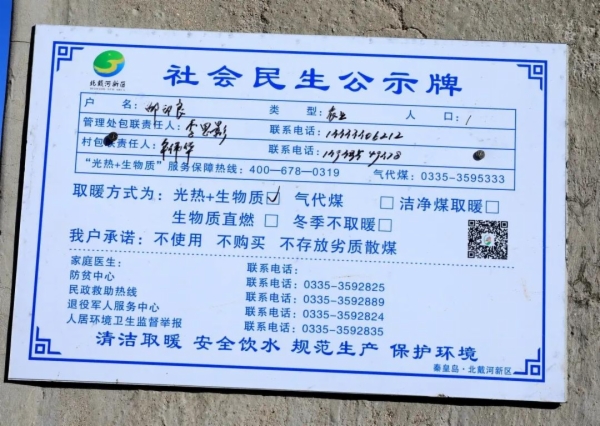 北戴河新区
社会民生公示牌
户 名： 类 型：农业 人 口：1
管理处包联责任人：李思影 联系电话：
村包联责任人： 联系电话：
“光热+生物质”服务保障热线：400—678—0319 气代煤：0335-3595333
取暖方式为：光热+生物质☑ 气代煤□ 洁净煤取暖□
生物质直燃□ 冬季不取暖□
我户承诺：不使用 不购买 不存放劣质散煤
家庭医生： 联系电话：
防贫中心 联系电话：0335-3592825
民政救助热线 联系电话：0335-3592889
退役军人服务中心 联系电话：0335-3592824
人居环境卫生监督举报 联系电话：0335-3592835
清洁取暖 安全饮水 规范生产 保护环境
秦皇岛·北戴河新区